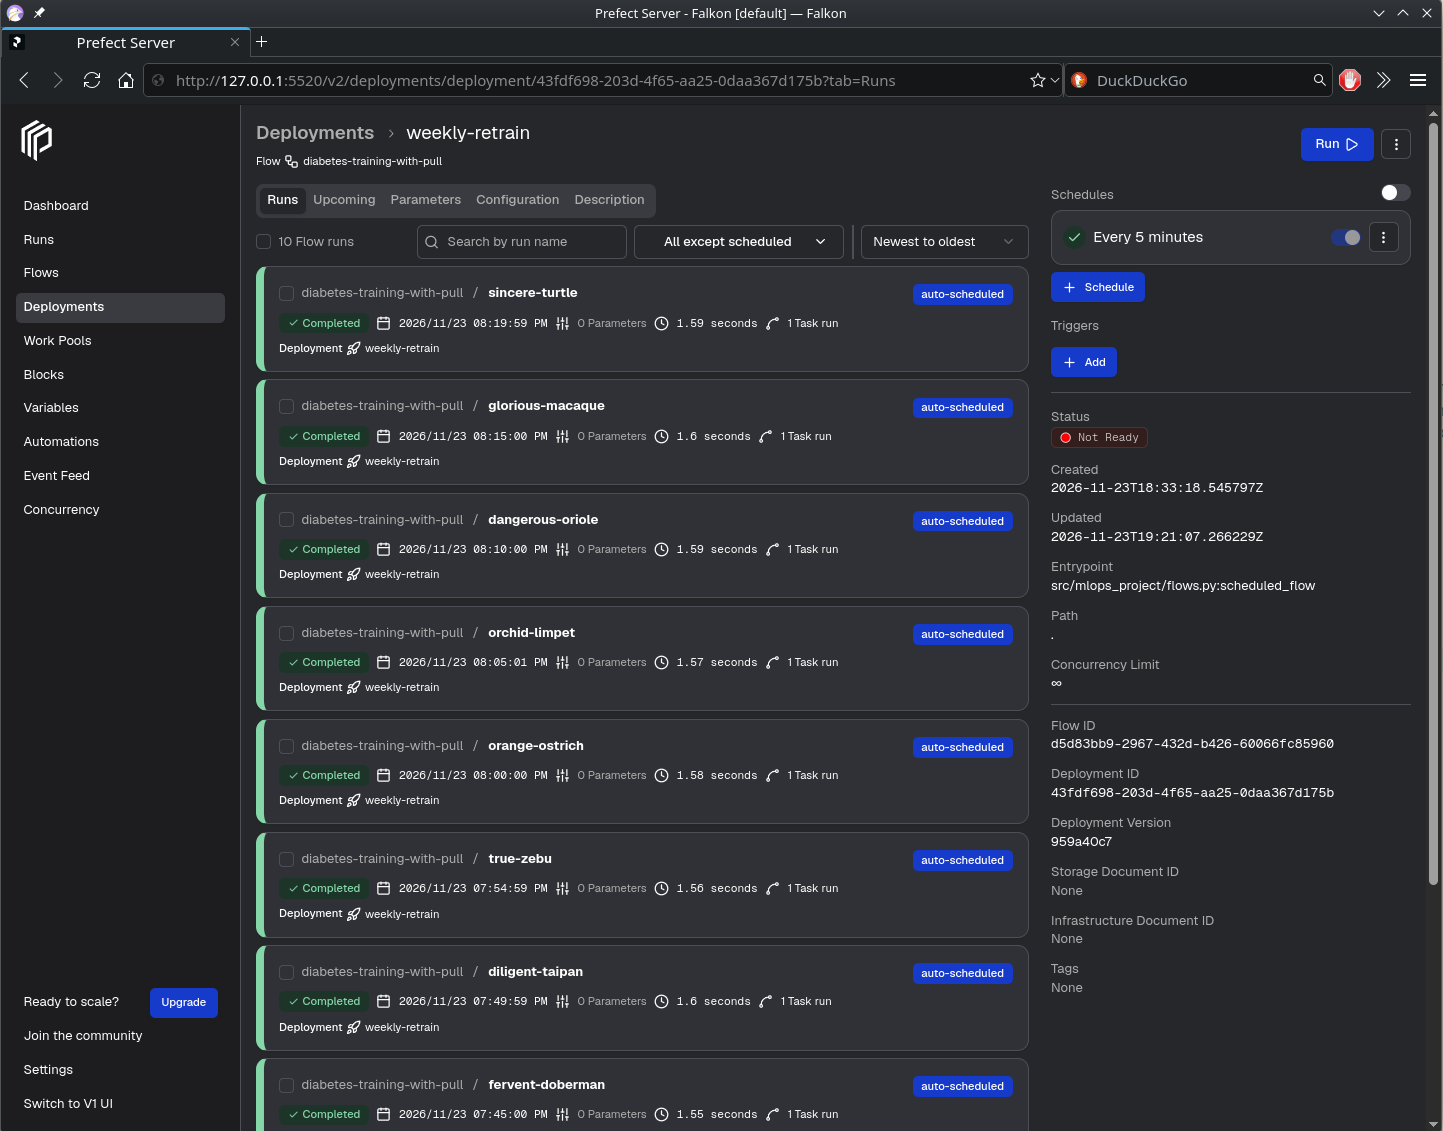 Prefect Server - Falkon [default] — Falkon
Prefect Server
http://127.0.0.1:5520/v2/deployments/deployment/43fdf698-203d-4f65-aa25-0daa367d175b?tab=Runs
DuckDuckGo
Dashboard
Runs
Flows
Deployments
Work Pools
Blocks
Variables
Automations
Event Feed
Concurrency
Ready to scale?
Upgrade
Join the community
Settings
Switch to V1 UI
Deployments › weekly-retrain
Flow diabetes-training-with-pull
Run
Runs Upcoming Parameters Configuration Description
10 Flow runs
Search by run name
All except scheduled
Newest to oldest
diabetes-training-with-pull / sincere-turtle
auto-scheduled
Completed 2026/11/23 08:19:59 PM 0 Parameters 1.59 seconds 1 Task run
Deployment weekly-retrain
diabetes-training-with-pull / glorious-macaque
auto-scheduled
Completed 2026/11/23 08:15:00 PM 0 Parameters 1.6 seconds 1 Task run
Deployment weekly-retrain
diabetes-training-with-pull / dangerous-oriole
auto-scheduled
Completed 2026/11/23 08:10:00 PM 0 Parameters 1.59 seconds 1 Task run
Deployment weekly-retrain
diabetes-training-with-pull / orchid-limpet
auto-scheduled
Completed 2026/11/23 08:05:01 PM 0 Parameters 1.57 seconds 1 Task run
Deployment weekly-retrain
diabetes-training-with-pull / orange-ostrich
auto-scheduled
Completed 2026/11/23 08:00:00 PM 0 Parameters 1.58 seconds 1 Task run
Deployment weekly-retrain
diabetes-training-with-pull / true-zebu
auto-scheduled
Completed 2026/11/23 07:54:59 PM 0 Parameters 1.56 seconds 1 Task run
Deployment weekly-retrain
diabetes-training-with-pull / diligent-taipan
auto-scheduled
Completed 2026/11/23 07:49:59 PM 0 Parameters 1.6 seconds 1 Task run
Deployment weekly-retrain
diabetes-training-with-pull / fervent-doberman
auto-scheduled
Completed 2026/11/23 07:45:00 PM 0 Parameters 1.55 seconds 1 Task run
Schedules
Every 5 minutes
Schedule
Triggers
Add
Status
Not Ready
Created
2026-11-23T18:33:18.545797Z
Updated
2026-11-23T19:21:07.266229Z
Entrypoint
src/mlops_project/flows.py:scheduled_flow
Path
.
Concurrency Limit
∞
Flow ID
d5d83bb9-2967-432d-b426-60066fc85960
Deployment ID
43fdf698-203d-4f65-aa25-0daa367d175b
Deployment Version
959a40c7
Storage Document ID
None
Infrastructure Document ID
None
Tags
None